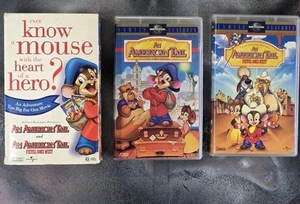 ever
know
a mouse
with the
heart
of a
hero?
An Adventure
Too Big For One Movie
AN AMERICAN TAIL
and
AN AMERICAN TAIL
FIEVEL GOES WEST
AN
AMERICAN TAIL
AN
AMERICAN TAIL
FIEVEL GOES WEST